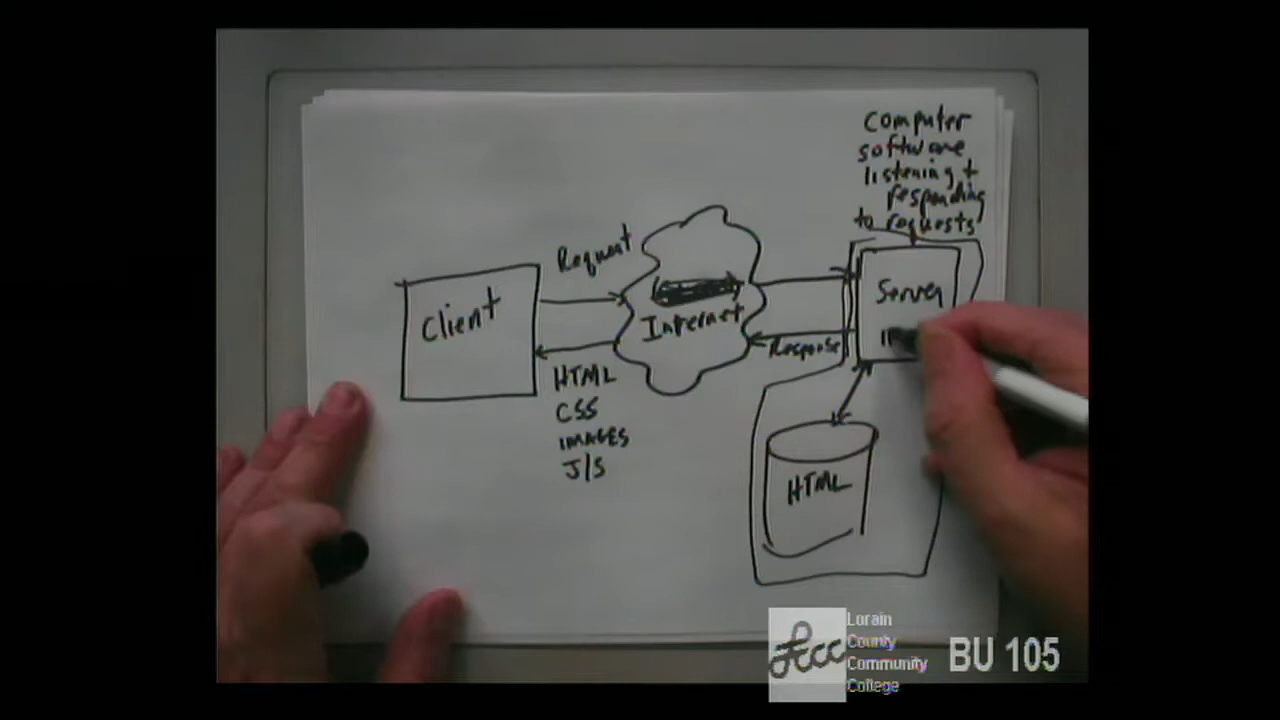 computer
software
listening +
responding
to requests
Request
Client
Server
Internet
Response
HTML
CSS
IMAGES
J/S
HTML
Lorain
County
Community
College
BU 105
lccc